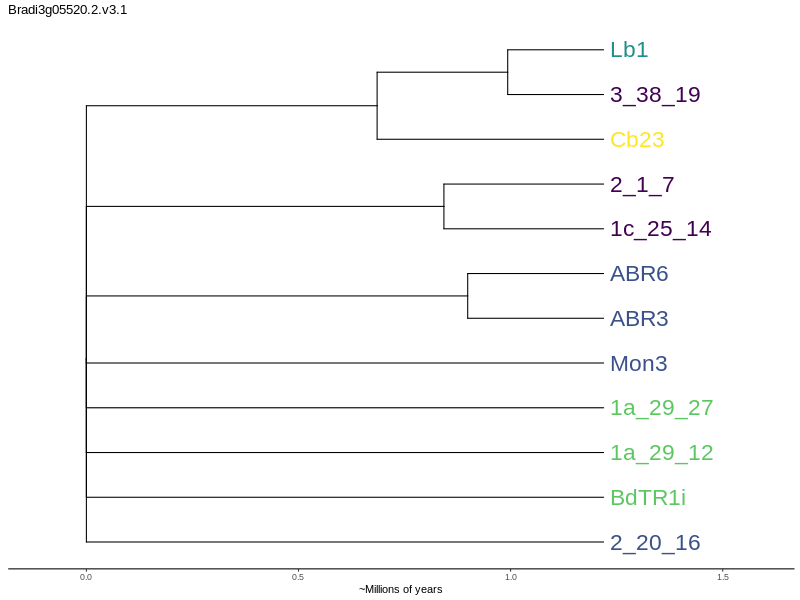 Bradi3g05520.2.v3.1
Lb1
3_38_19
Cb23
2_1_7
1c_25_14
ABR6
ABR3
Mon3
1a_29_27
1a_29_12
BdTR1i
2_20_16
0.0 0.5 1.0 1.5
~Millions of years